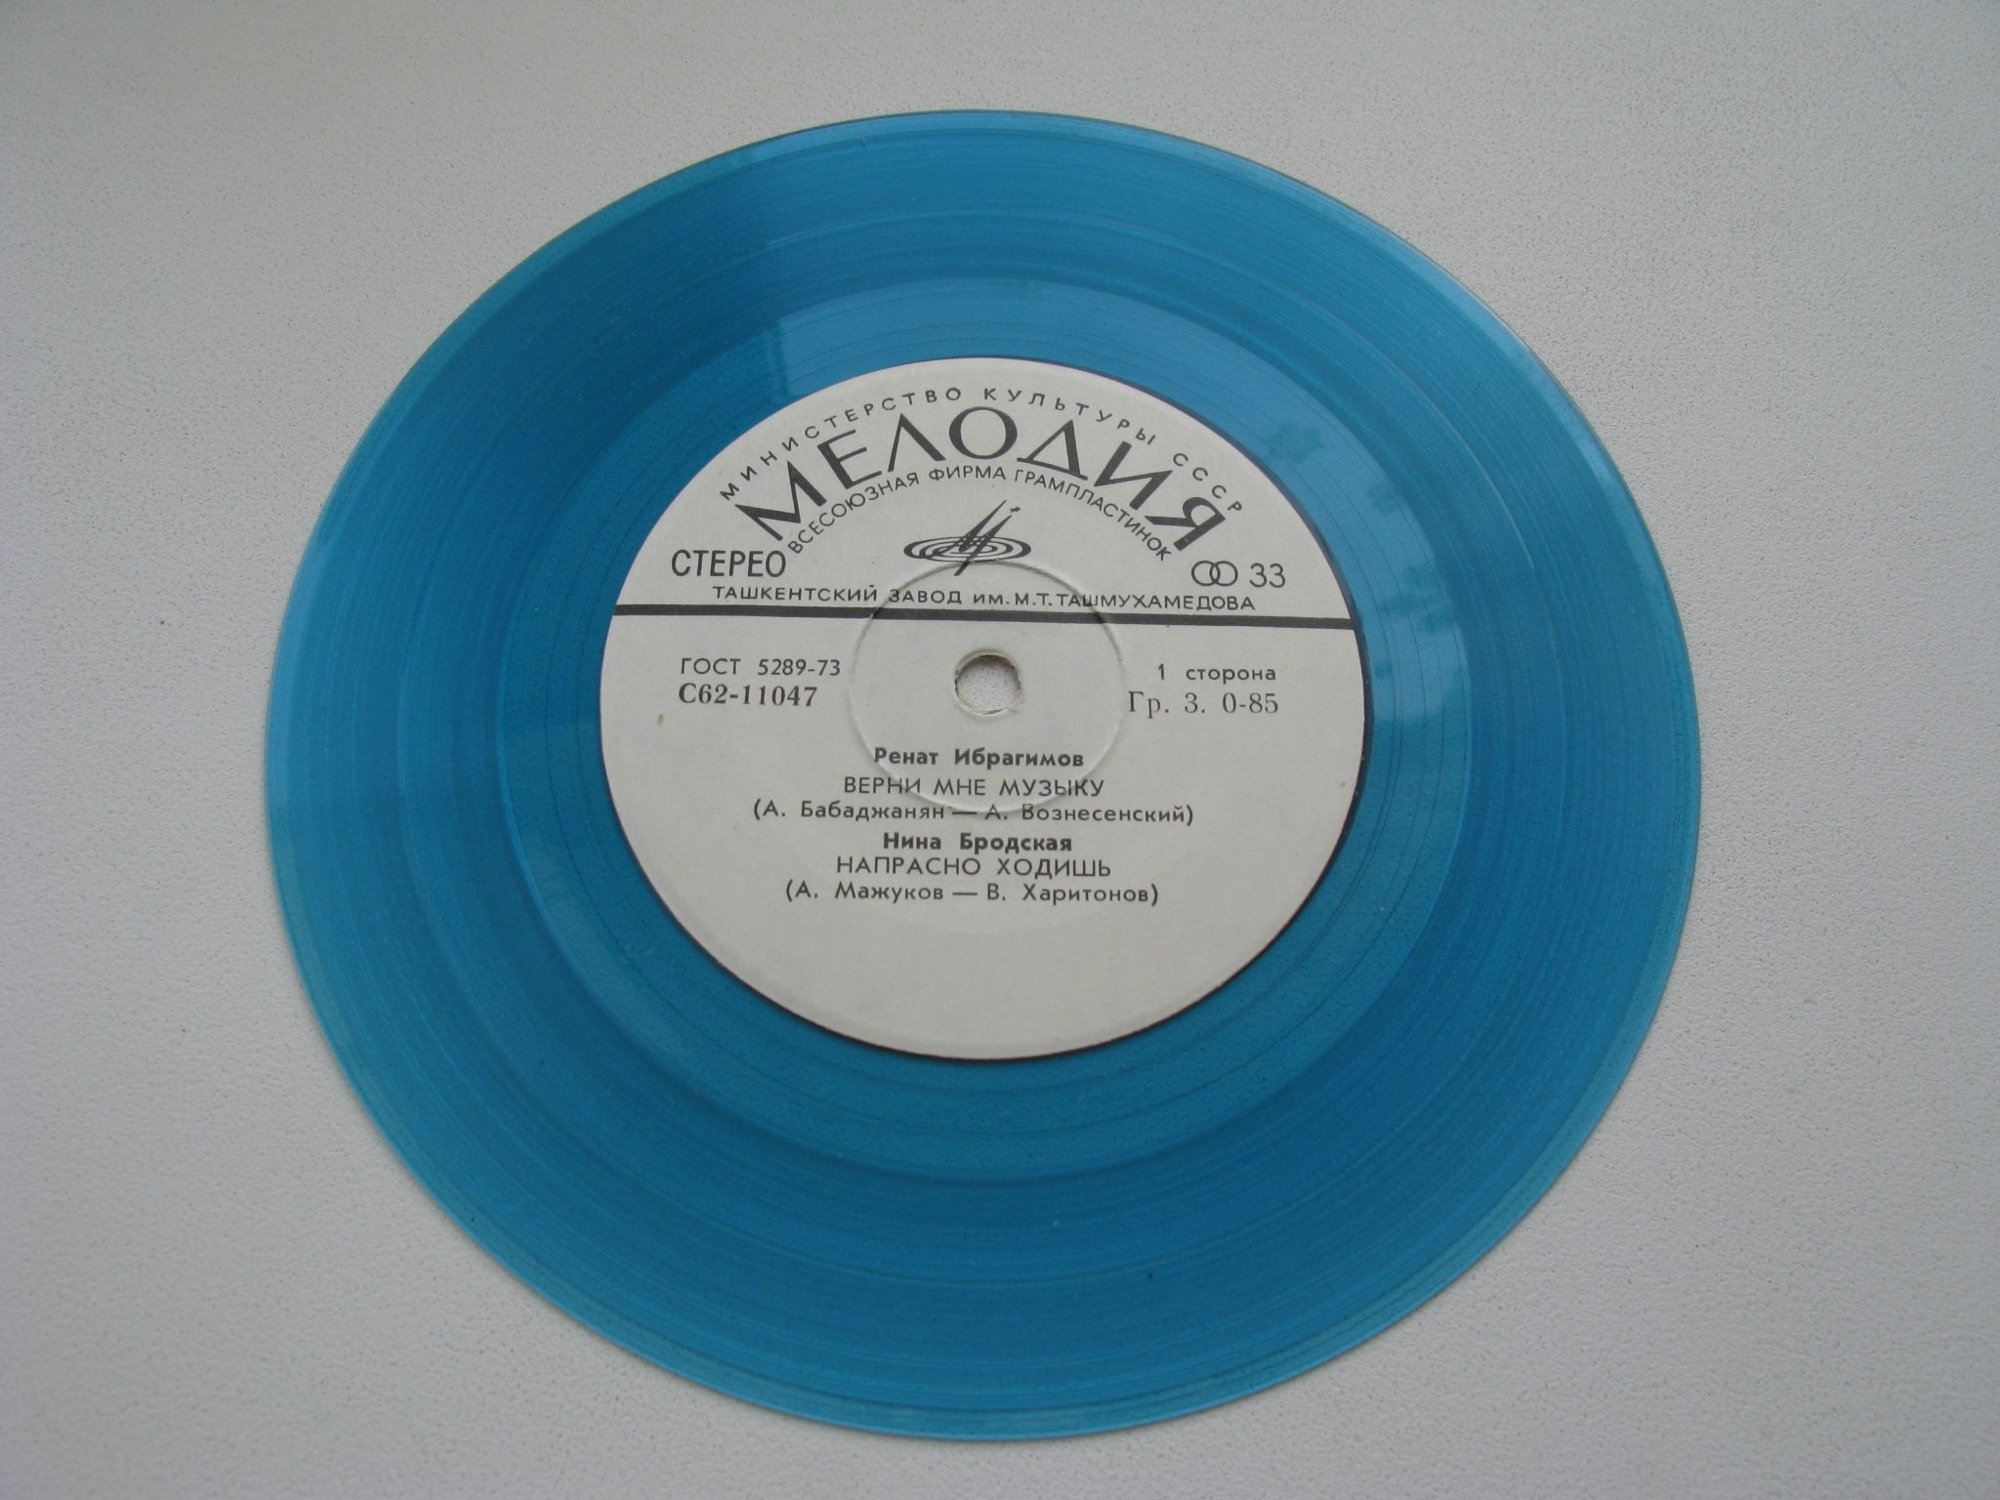 МИНИСТЕРСТВО КУЛЬТУРЫ СССР
МЕЛОДИЯ
ВСЕСОЮЗНАЯ ФИРМА ГРАМПЛАСТИНОК
СТЕРЕО
33
ТАШКЕНТСКИЙ ЗАВОД им. М.Т. ТАШМУХАМЕДОВА
ГОСТ 5289-73
1 сторона
С62-11047
Гр. 3. 0-85
Ренат Ибрагимов
ВЕРНИ МНЕ МУЗЫКУ
(А. Бабаджанян — А. Вознесенский)
Нина Бродская
НАПРАСНО ХОДИШЬ
(А. Мажуков — В. Харитонов)